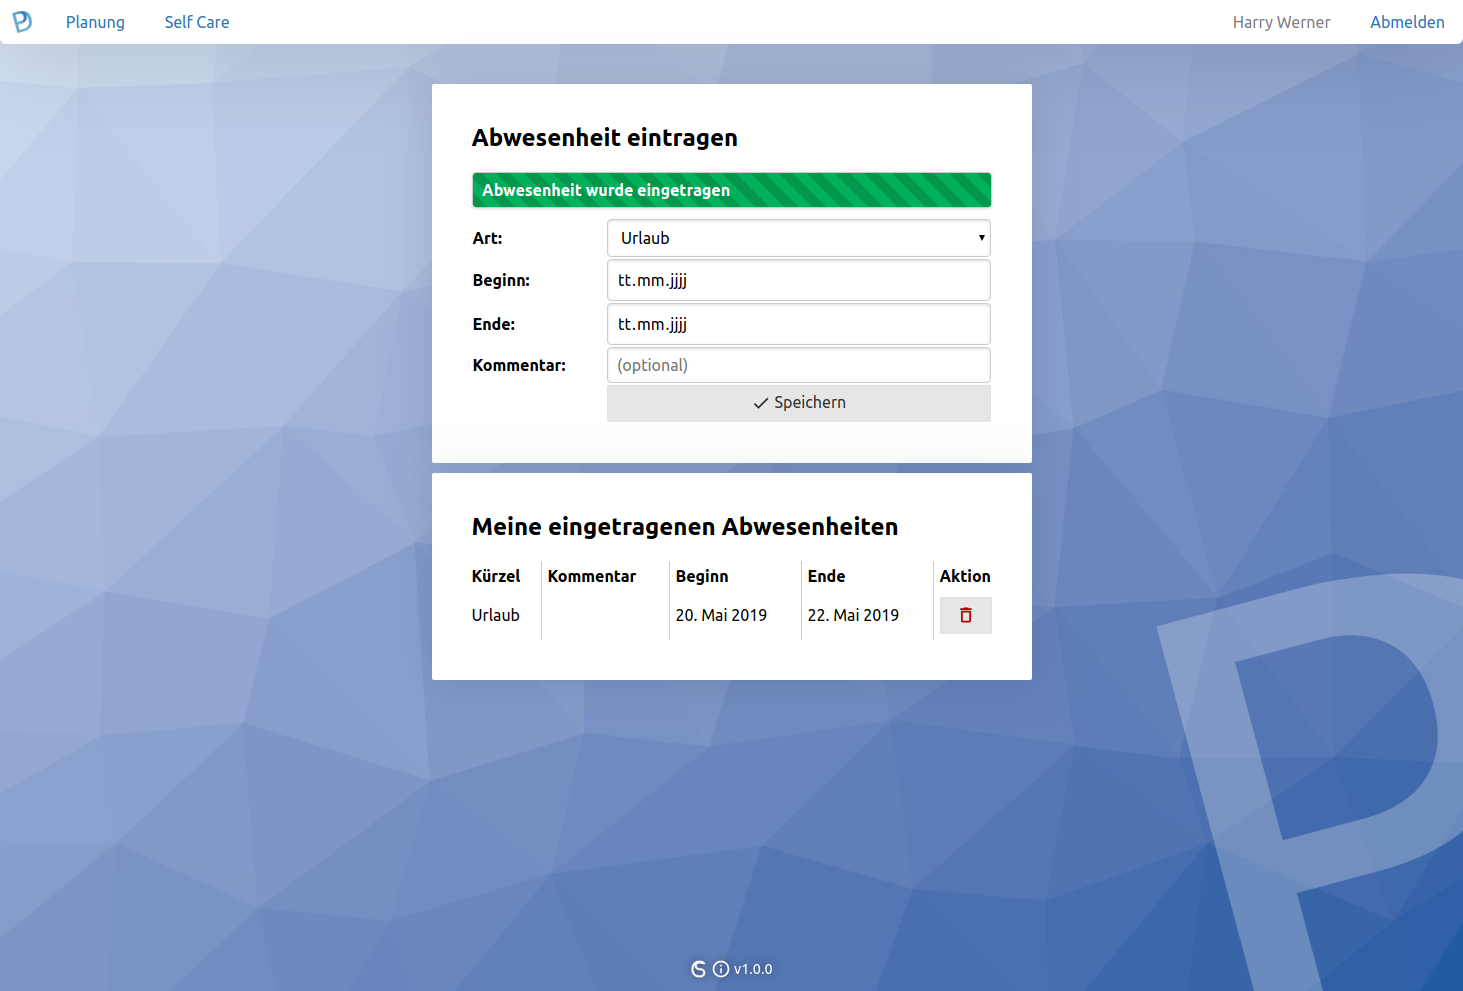 Planung Self Care Harry Werner Abmelden
Abwesenheit eintragen
Abwesenheit wurde eingetragen
Art: Urlaub
Beginn: tt.mm.jjjj
Ende: tt.mm.jjjj
Kommentar: (optional)
Speichern
Meine eingetragenen Abwesenheiten
Kürzel Kommentar Beginn Ende Aktion
Urlaub 20. Mai 2019 22. Mai 2019
v1.0.0